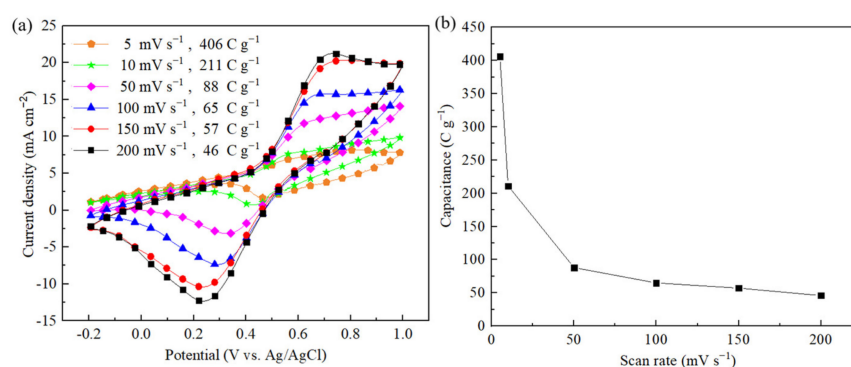 (a)
5 mV s⁻¹ , 406 C g⁻¹
10 mV s⁻¹ , 211 C g⁻¹
50 mV s⁻¹ , 88 C g⁻¹
100 mV s⁻¹ , 65 C g⁻¹
150 mV s⁻¹ , 57 C g⁻¹
200 mV s⁻¹ , 46 C g⁻¹
Current density (mA cm⁻²)
25
20
15
10
5
0
-5
-10
-15
-0.2 0.0 0.2 0.4 0.6 0.8 1.0
Potential (V vs. Ag/AgCl)
(b)
Capacitance (C g⁻¹)
450
400
350
300
250
200
150
100
50
0
0 50 100 150 200
Scan rate (mV s⁻¹)